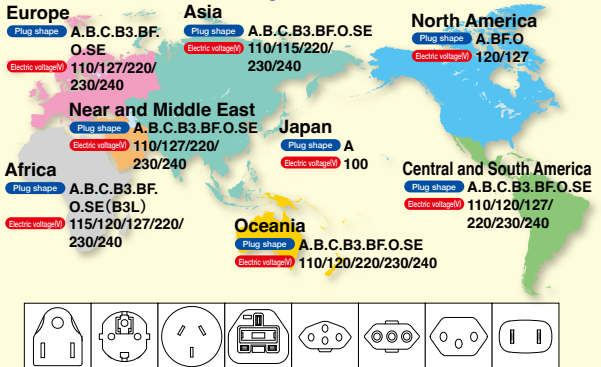 Europe
Plug shape A.B.C.B3.BF.
O.SE
Electric voltage(V) 110/127/220/
230/240
Asia
Plug shape A.B.C.B3.BF.O.SE
Electric voltage(V) 110/115/220/
230/240
North America
Plug shape A.BF.O
Electric voltage(V) 120/127
Near and Middle East
Plug shape A.B.C.B3.BF.O.SE
Electric voltage(V) 110/127/220/
230/240
Japan
Plug shape A
Electric voltage(V) 100
Africa
Plug shape A.B.C.B3.BF.
O.SE(B3L)
Electric voltage(V) 115/120/127/220/
230/240
Central and South America
Plug shape A.B.C.B3.BF.O.SE
Electric voltage(V) 110/120/127/
220/230/240
Oceania
Plug shape A.B.C.B3.BF.O.SE
Electric voltage(V) 110/120/220/230/240